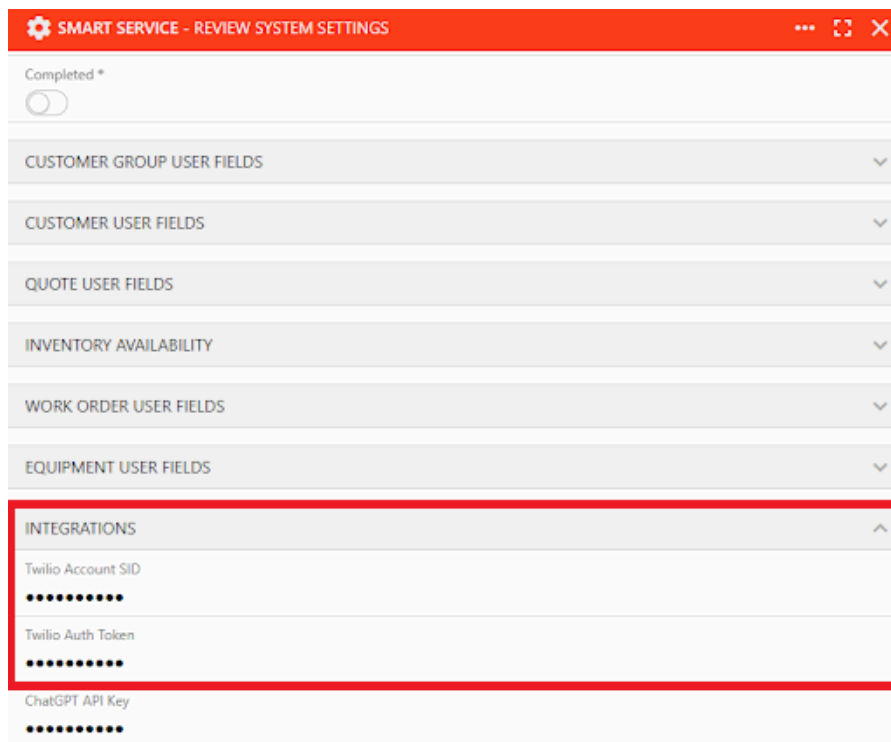 SMART SERVICE - REVIEW SYSTEM SETTINGS
Completed *
CUSTOMER GROUP USER FIELDS
CUSTOMER USER FIELDS
QUOTE USER FIELDS
INVENTORY AVAILABILITY
WORK ORDER USER FIELDS
EQUIPMENT USER FIELDS
INTEGRATIONS
Twilio Account SID
••••••••••
Twilio Auth Token
••••••••••
ChatGPT API Key
••••••••••